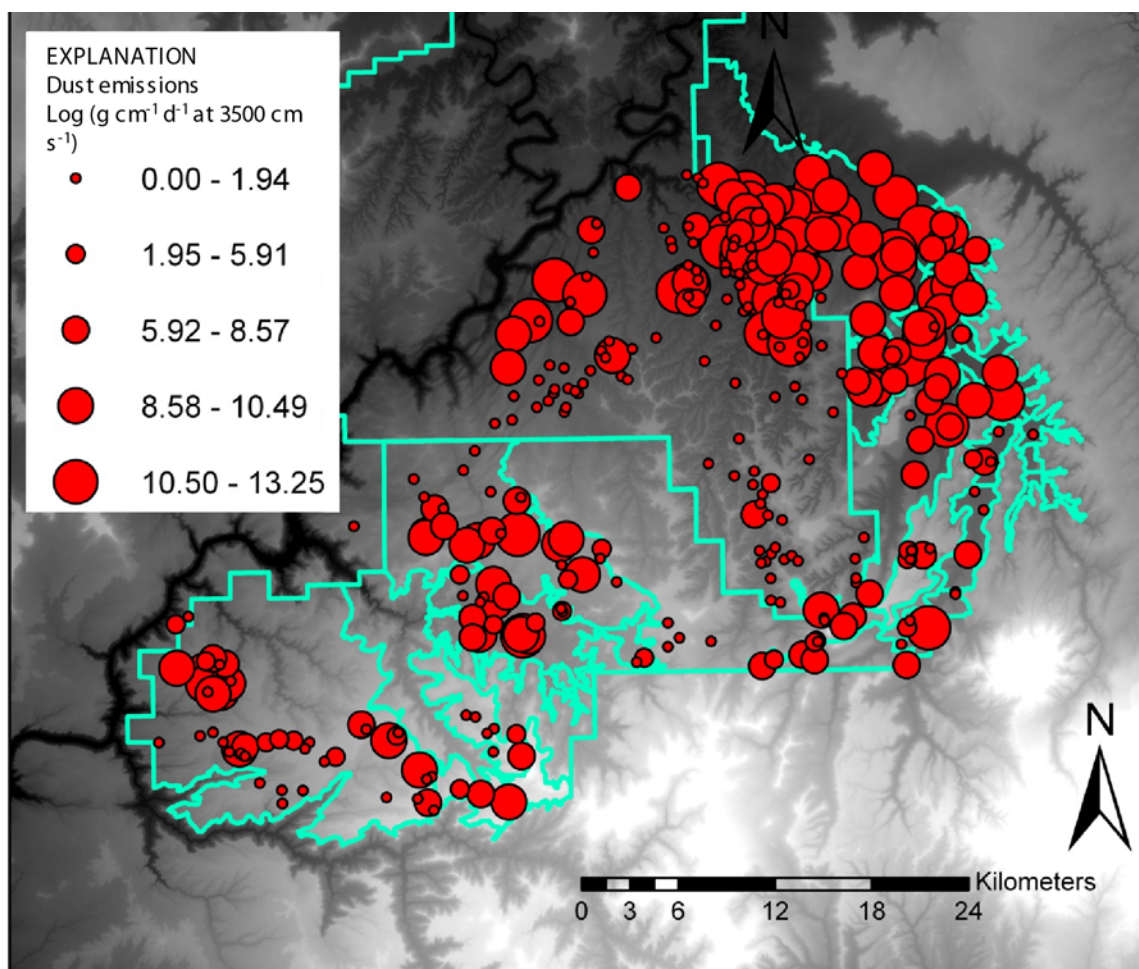 EXPLANATION
Dust emissions
Log (g cm⁻¹ d⁻¹ at 3500 cm
s⁻¹)
0.00 - 1.94
1.95 - 5.91
5.92 - 8.57
8.58 - 10.49
10.50 - 13.25
N
N
Kilometers
0 3 6 12 18 24